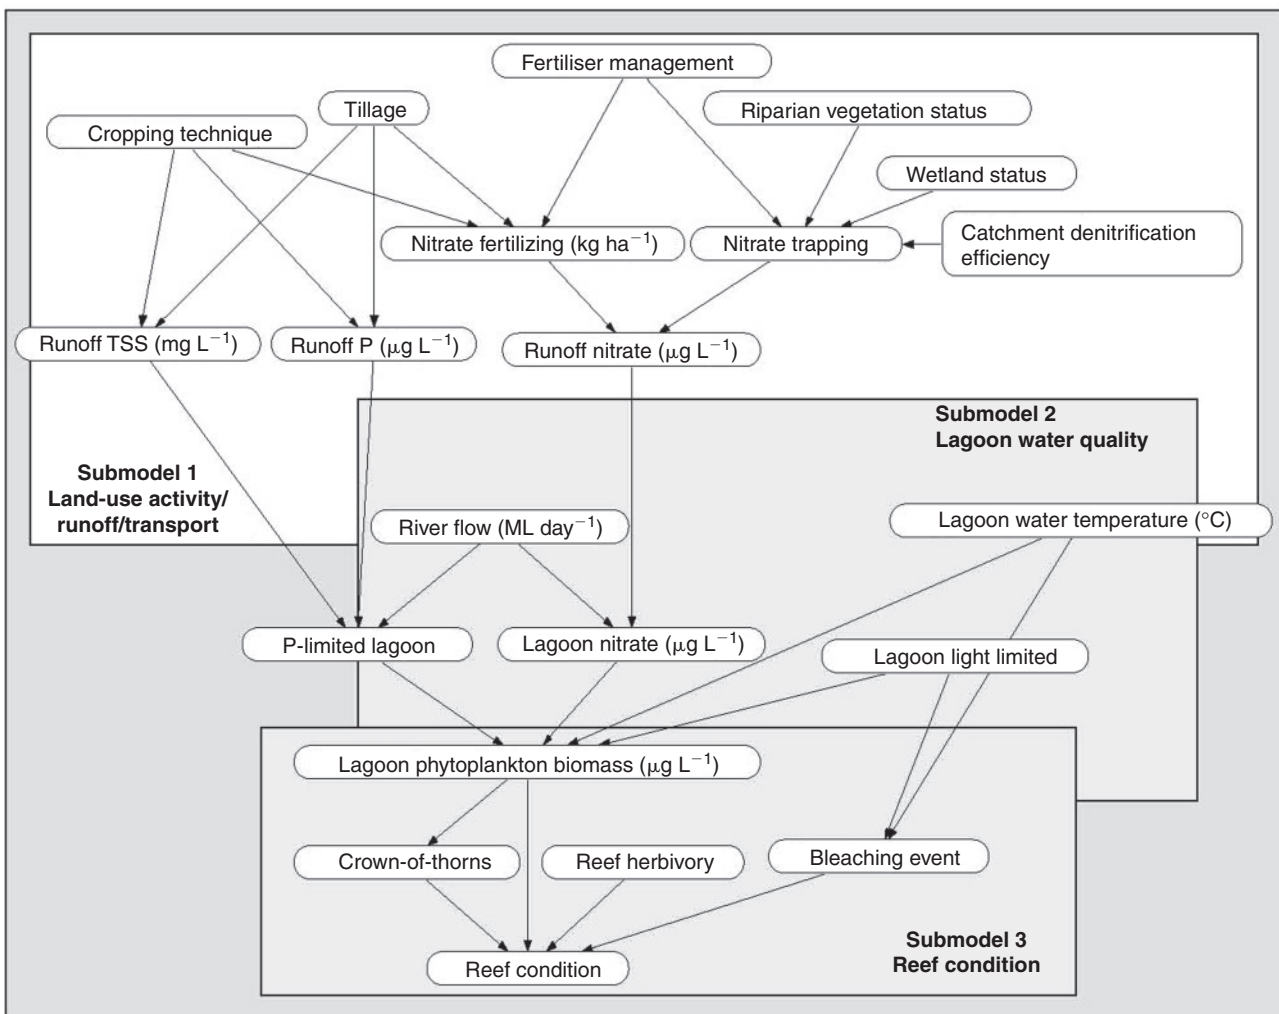 Fertiliser management
Tillage
Riparian vegetation status
Cropping technique
Wetland status
Nitrate fertilizing (kg ha⁻¹)
Nitrate trapping
Catchment denitrification
efficiency
Runoff TSS (mg L⁻¹)
Runoff P (μg L⁻¹)
Runoff nitrate (μg L⁻¹)
Submodel 2
Lagoon water quality
Submodel 1
Land-use activity/
runoff/transport
River flow (ML day⁻¹)
Lagoon water temperature (°C)
P-limited lagoon
Lagoon nitrate (μg L⁻¹)
Lagoon light limited
Lagoon phytoplankton biomass (μg L⁻¹)
Crown-of-thorns
Reef herbivory
Bleaching event
Submodel 3
Reef condition
Reef condition